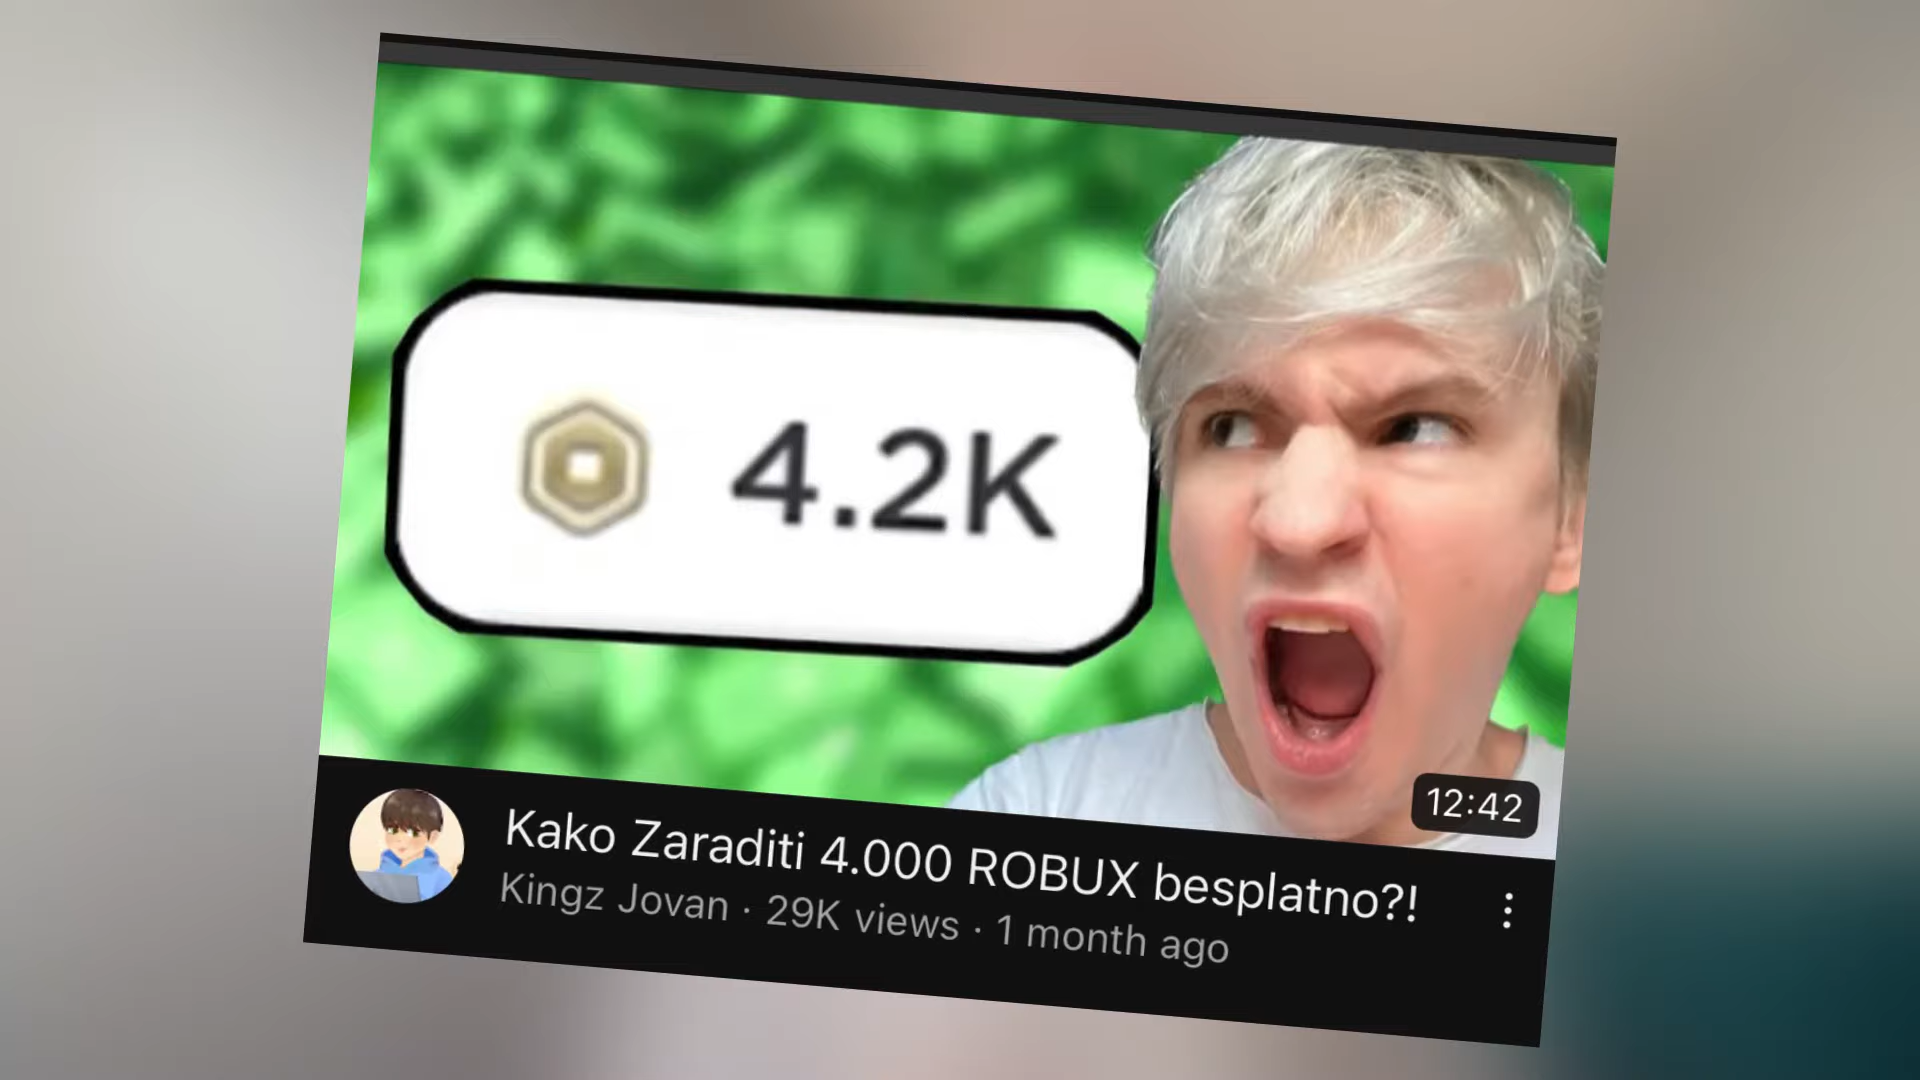 4.2K
12:42
Kako Zaraditi 4.000 ROBUX besplatno?!
Kingz Jovan · 29K views · 1 month ago